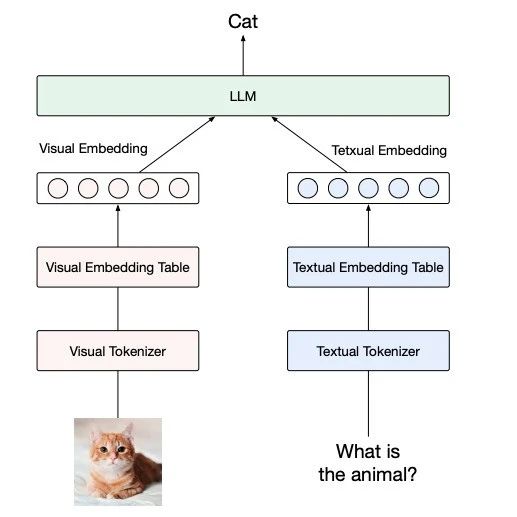 Cat
LLM
Visual Embedding
Tetxual Embedding
Visual Embedding Table
Textual Embedding Table
Visual Tokenizer
Textual Tokenizer
What is
the animal?